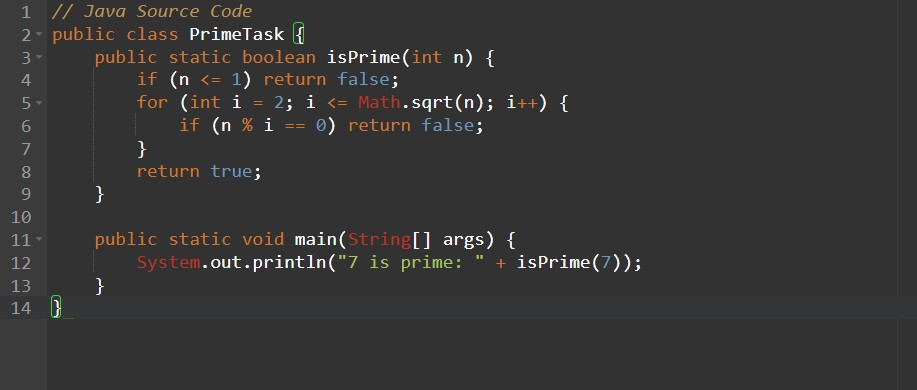 1 // Java Source Code
2 public class PrimeTask {
3     public static boolean isPrime(int n) {
4         if (n <= 1) return false;
5         for (int i = 2; i <= Math.sqrt(n); i++) {
6             if (n % i == 0) return false;
7         }
8         return true;
9     }
10
11     public static void main(String[] args) {
12         System.out.println("7 is prime: " + isPrime(7));
13     }
14 }